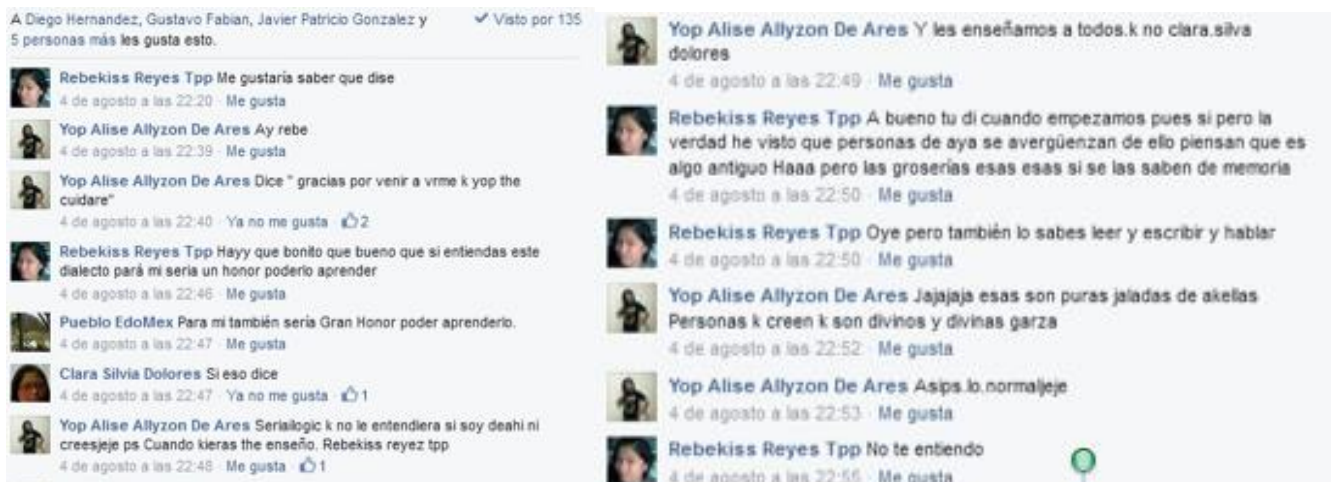 A Diego Hernandez, Gustavo Fabian, Javier Patricio Gonzalez y
5 personas más les gusta esto.
✓ Visto por 135
Rebekiss Reyes Tpp Me gustaría saber que dise
4 de agosto a las 22:20 · Me gusta
Yop Alise Allyzon De Ares Ay rebe
4 de agosto a las 22:39 · Me gusta
Yop Alise Allyzon De Ares Dice " gracias por venir a vrme k yop the
cuidare"
4 de agosto a las 22:40 · Ya no me gusta · 2
Rebekiss Reyes Tpp Hayy que bonito que bueno que si entiendas este
dialecto pará mi seria un honor poderlo aprender
4 de agosto a las 22:46 · Me gusta
Pueblo EdoMex Para mi también sería Gran Honor poder aprenderlo.
4 de agosto a las 22:47 · Me gusta
Clara Silvia Dolores Si eso dice
4 de agosto a las 22:47 · Ya no me gusta · 1
Yop Alise Allyzon De Ares Seriailogic k no le entendiera si soy deahi ni
creesjeje ps Cuando kieras the enseño. Rebekiss reyez tpp
4 de agosto a las 22:48 · Me gusta · 1
Yop Alise Allyzon De Ares Y les enseñamos a todos.k no clara.silva
dolores
4 de agosto a las 22:49 · Me gusta
Rebekiss Reyes Tpp A bueno tu di cuando empezamos pues si pero la
verdad he visto que personas de aya se avergüenzan de ello piensan que es
algo antiguo Haaa pero las groserías esas esas si se las saben de memoria
4 de agosto a las 22:50 · Me gusta
Rebekiss Reyes Tpp Oye pero también lo sabes leer y escribir y hablar
4 de agosto a las 22:50 · Me gusta
Yop Alise Allyzon De Ares Jajajaja esas son puras jaladas de akellas
Personas k creen k son divinos y divinas garza
4 de agosto a las 22:52 · Me gusta
Yop Alise Allyzon De Ares Asips.lo.normaljeje
4 de agosto a las 22:53 · Me gusta
Rebekiss Reyes Tpp No te entiendo
4 de agosto a las 22:55 · Me gusta